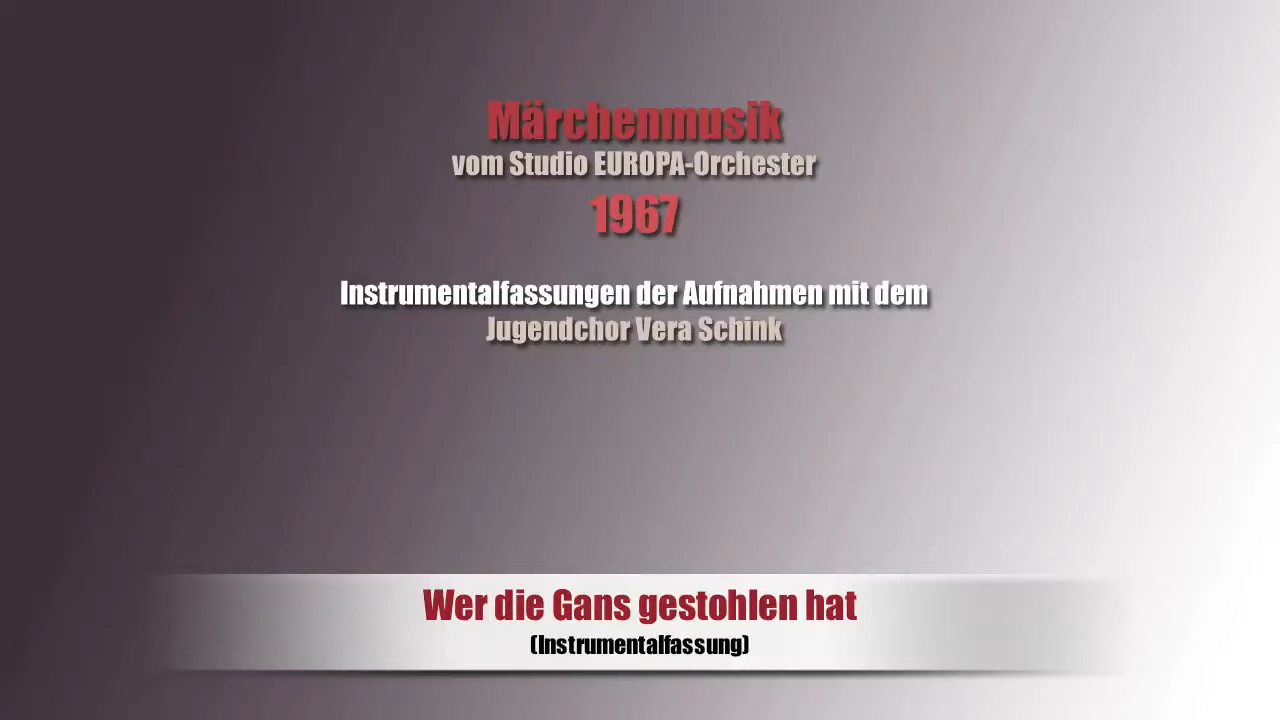 Märchenmusik
vom Studio EUROPA-Orchester
1967
Instrumentalfassungen der Aufnahmen mit dem
Jugendchor Vera Schink
Wer die Gans gestohlen hat
(Instrumentalfassung)